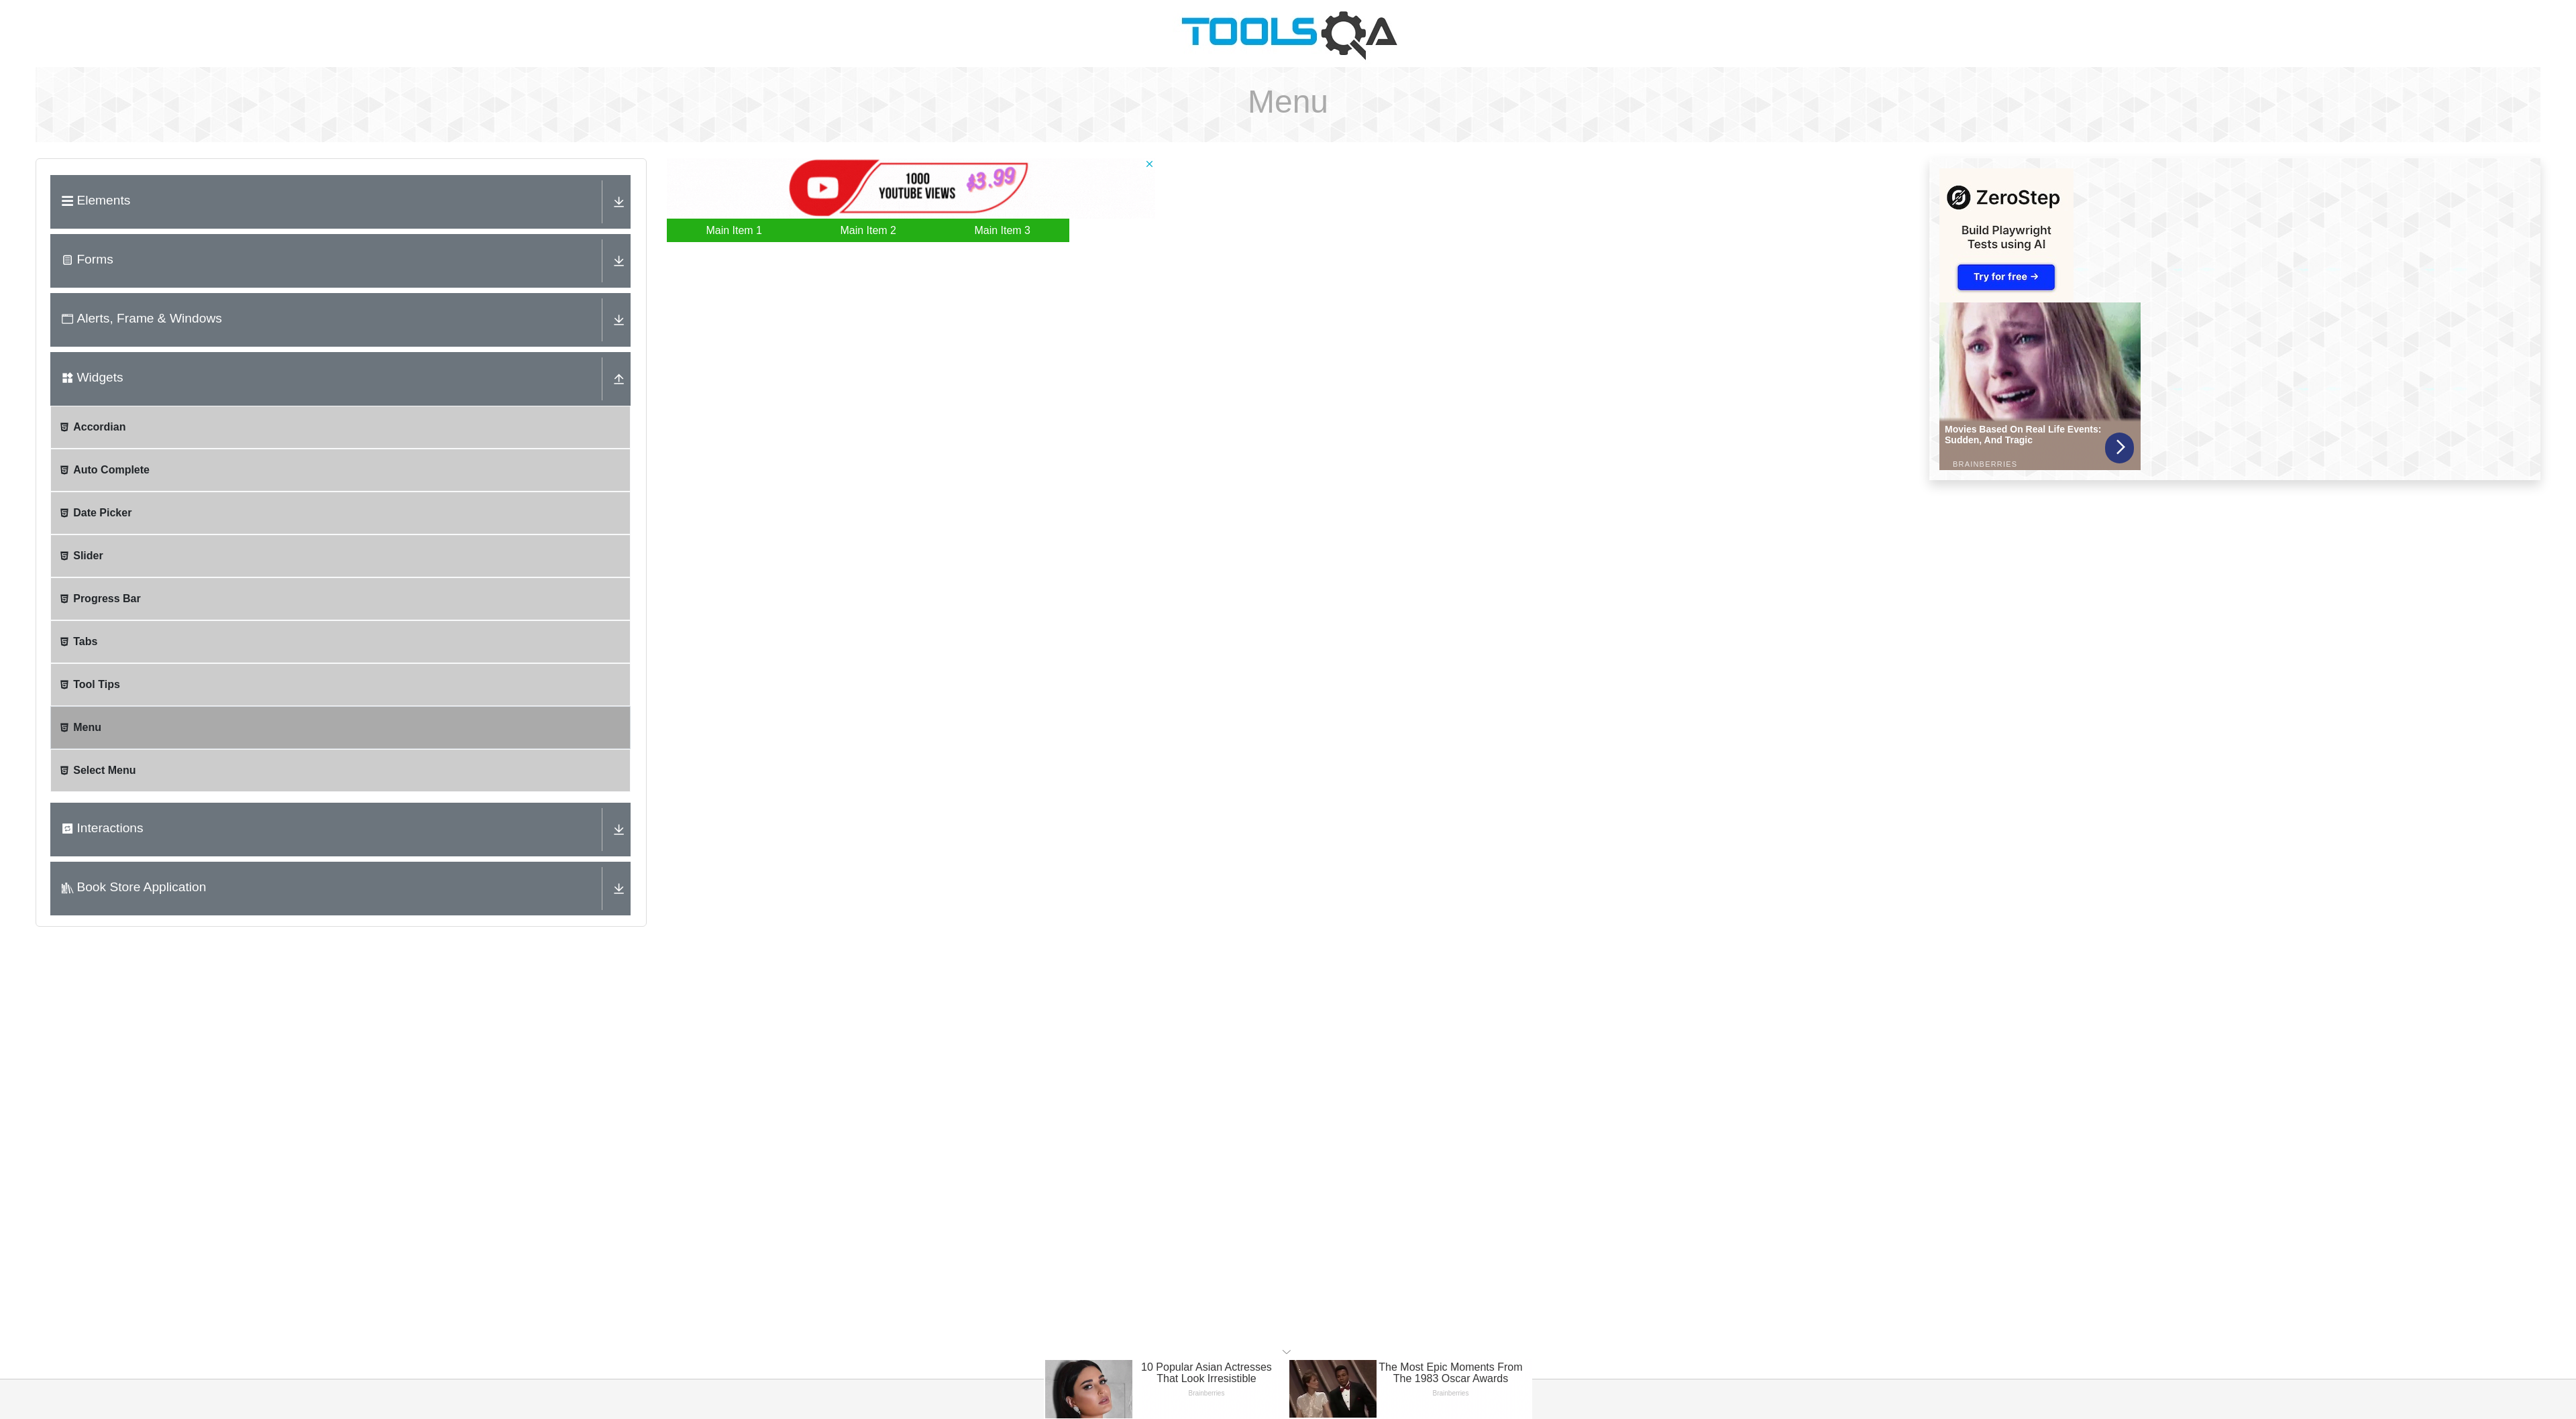 TOOLSQA
Menu
Elements
Forms
Alerts, Frame & Windows
Widgets
Accordian
Auto Complete
Date Picker
Slider
Progress Bar
Tabs
Tool Tips
Menu
Select Menu
Interactions
Book Store Application
1000
YOUTUBE VIEWS
$3.99
Main Item 1
Main Item 2
Main Item 3
ZeroStep
Build Playwright
Tests using AI
Try for free →
Movies Based On Real Life Events:
Sudden, And Tragic
BRAINBERRIES
10 Popular Asian Actresses
That Look Irresistible
Brainberries
The Most Epic Moments From
The 1983 Oscar Awards
Brainberries